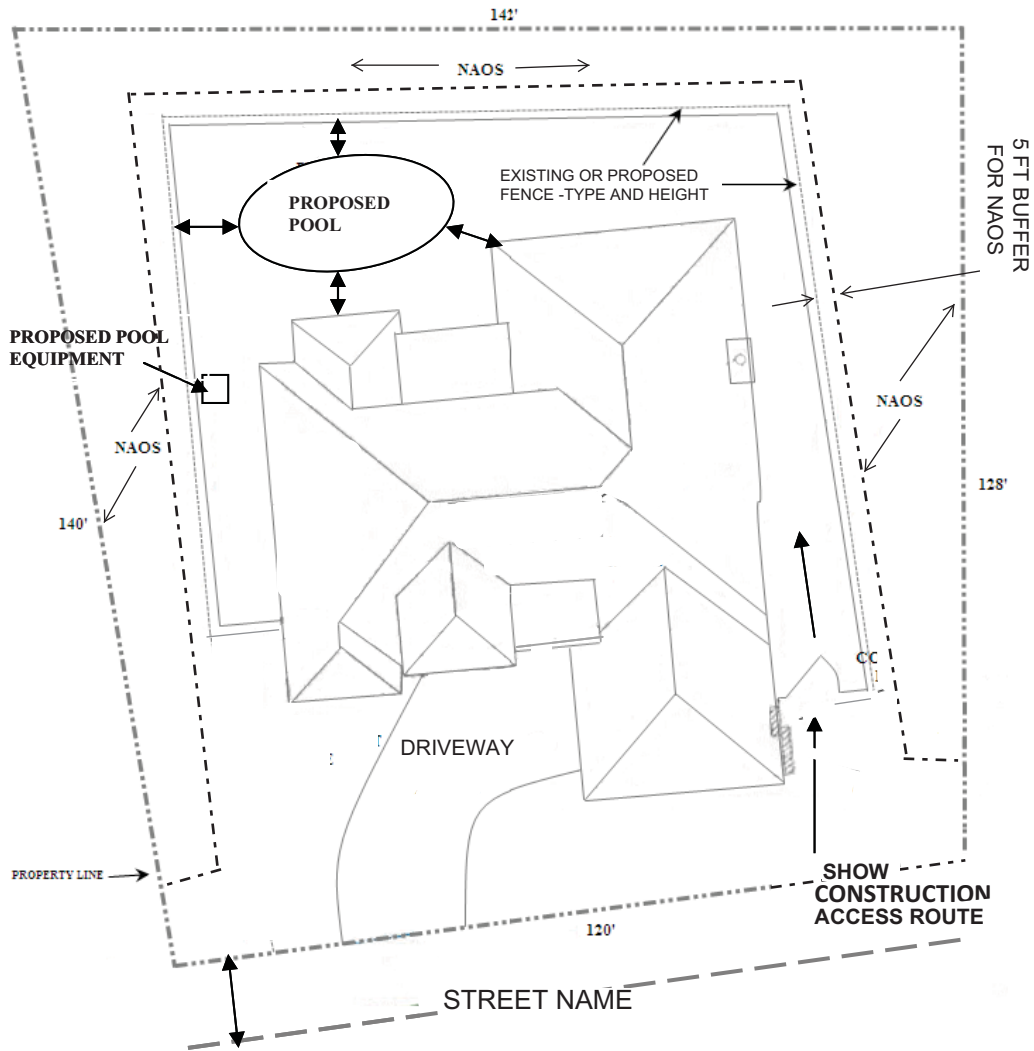 142'
NAOS
EXISTING OR PROPOSED
FENCE -TYPE AND HEIGHT
5 FT BUFFER
FOR NAOS
PROPOSED
POOL
PROPOSED POOL
EQUIPMENT
NAOS
NAOS
128'
140'
DRIVEWAY
PROPERTY LINE
SHOW
CONSTRUCTION
ACCESS ROUTE
120'
STREET NAME